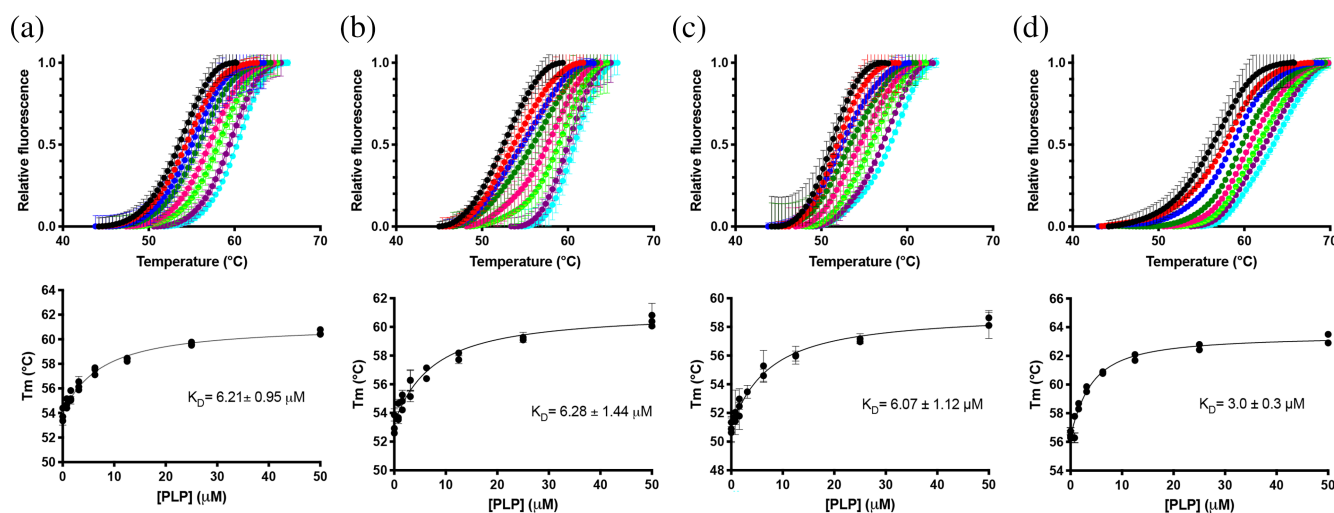 (a)
(b)
(c)
(d)
Relative fluorescence
1.0
0.5
0.0
40 50 60 70
Temperature (°C)
Relative fluorescence
1.0
0.5
0.0
40 50 60 70
Temperature (°C)
Relative fluorescence
1.0
0.5
0.0
40 50 60 70
Temperature (°C)
Relative fluorescence
1.0
0.5
0.0
40 50 60 70
Temperature (°C)
Tm (°C)
64
62
60
58
56
54
52
50
KD= 6.21± 0.95 μM
0 10 20 30 40 50
[PLP] (μM)
Tm (°C)
62
60
58
56
54
52
50
KD= 6.28 ± 1.44 μM
0 10 20 30 40 50
[PLP] (μM)
Tm (°C)
60
58
56
54
52
50
48
KD= 6.07 ± 1.12 μM
0 10 20 30 40 50
[PLP] (μM)
Tm (°C)
66
64
62
60
58
56
54
KD= 3.0 ± 0.3 μM
0 10 20 30 40 50
[PLP] (μM)